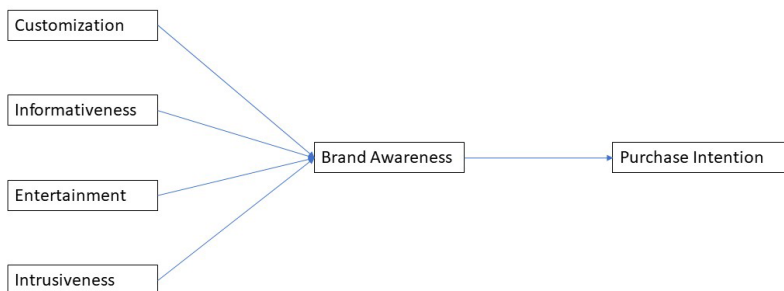 Customization
Informativeness
Brand Awareness
Purchase Intention
Entertainment
Intrusiveness